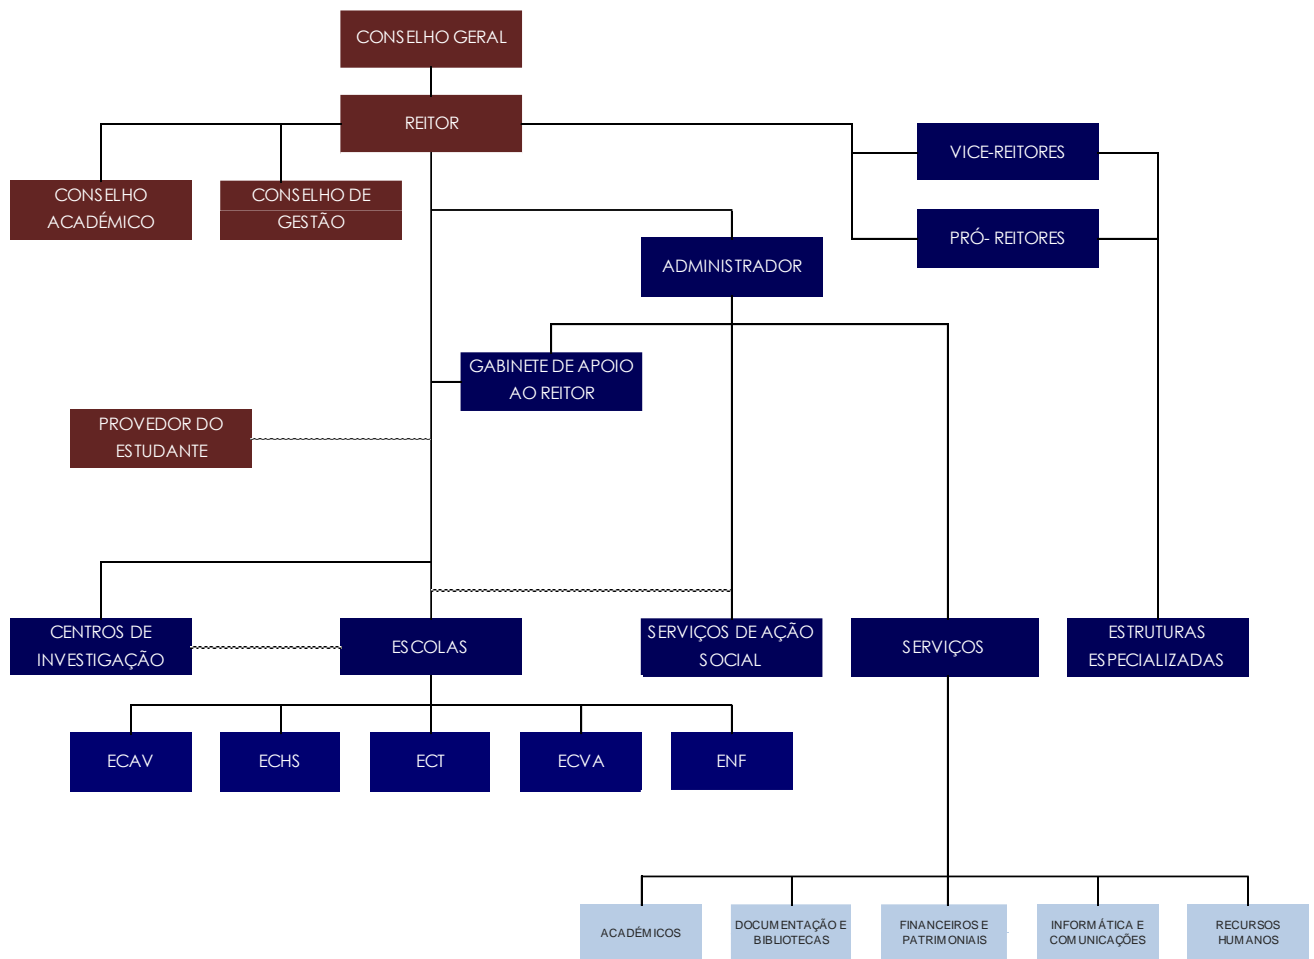 CONSELHO GERAL
REITOR
VICE-REITORES
CONSELHO
ACADÉMICO
CONSELHO DE
GESTÃO
PRÓ- REITORES
ADMINISTRADOR
GABINETE DE APOIO
AO REITOR
PROVEDOR DO
ESTUDANTE
CENTROS DE
INVESTIGAÇÃO
ESCOLAS
SERVIÇOS DE AÇÃO
SOCIAL
SERVIÇOS
ESTRUTURAS
ESPECIALIZADAS
ECAV
ECHS
ECT
ECVA
ENF
ACADÉMICOS
DOCUMENTAÇÃO E
BIBLIOTECAS
FINANCEIROS E
PATRIMONIAIS
INFORMÁTICA E
COMUNICAÇÕES
RECURSOS
HUMANOS